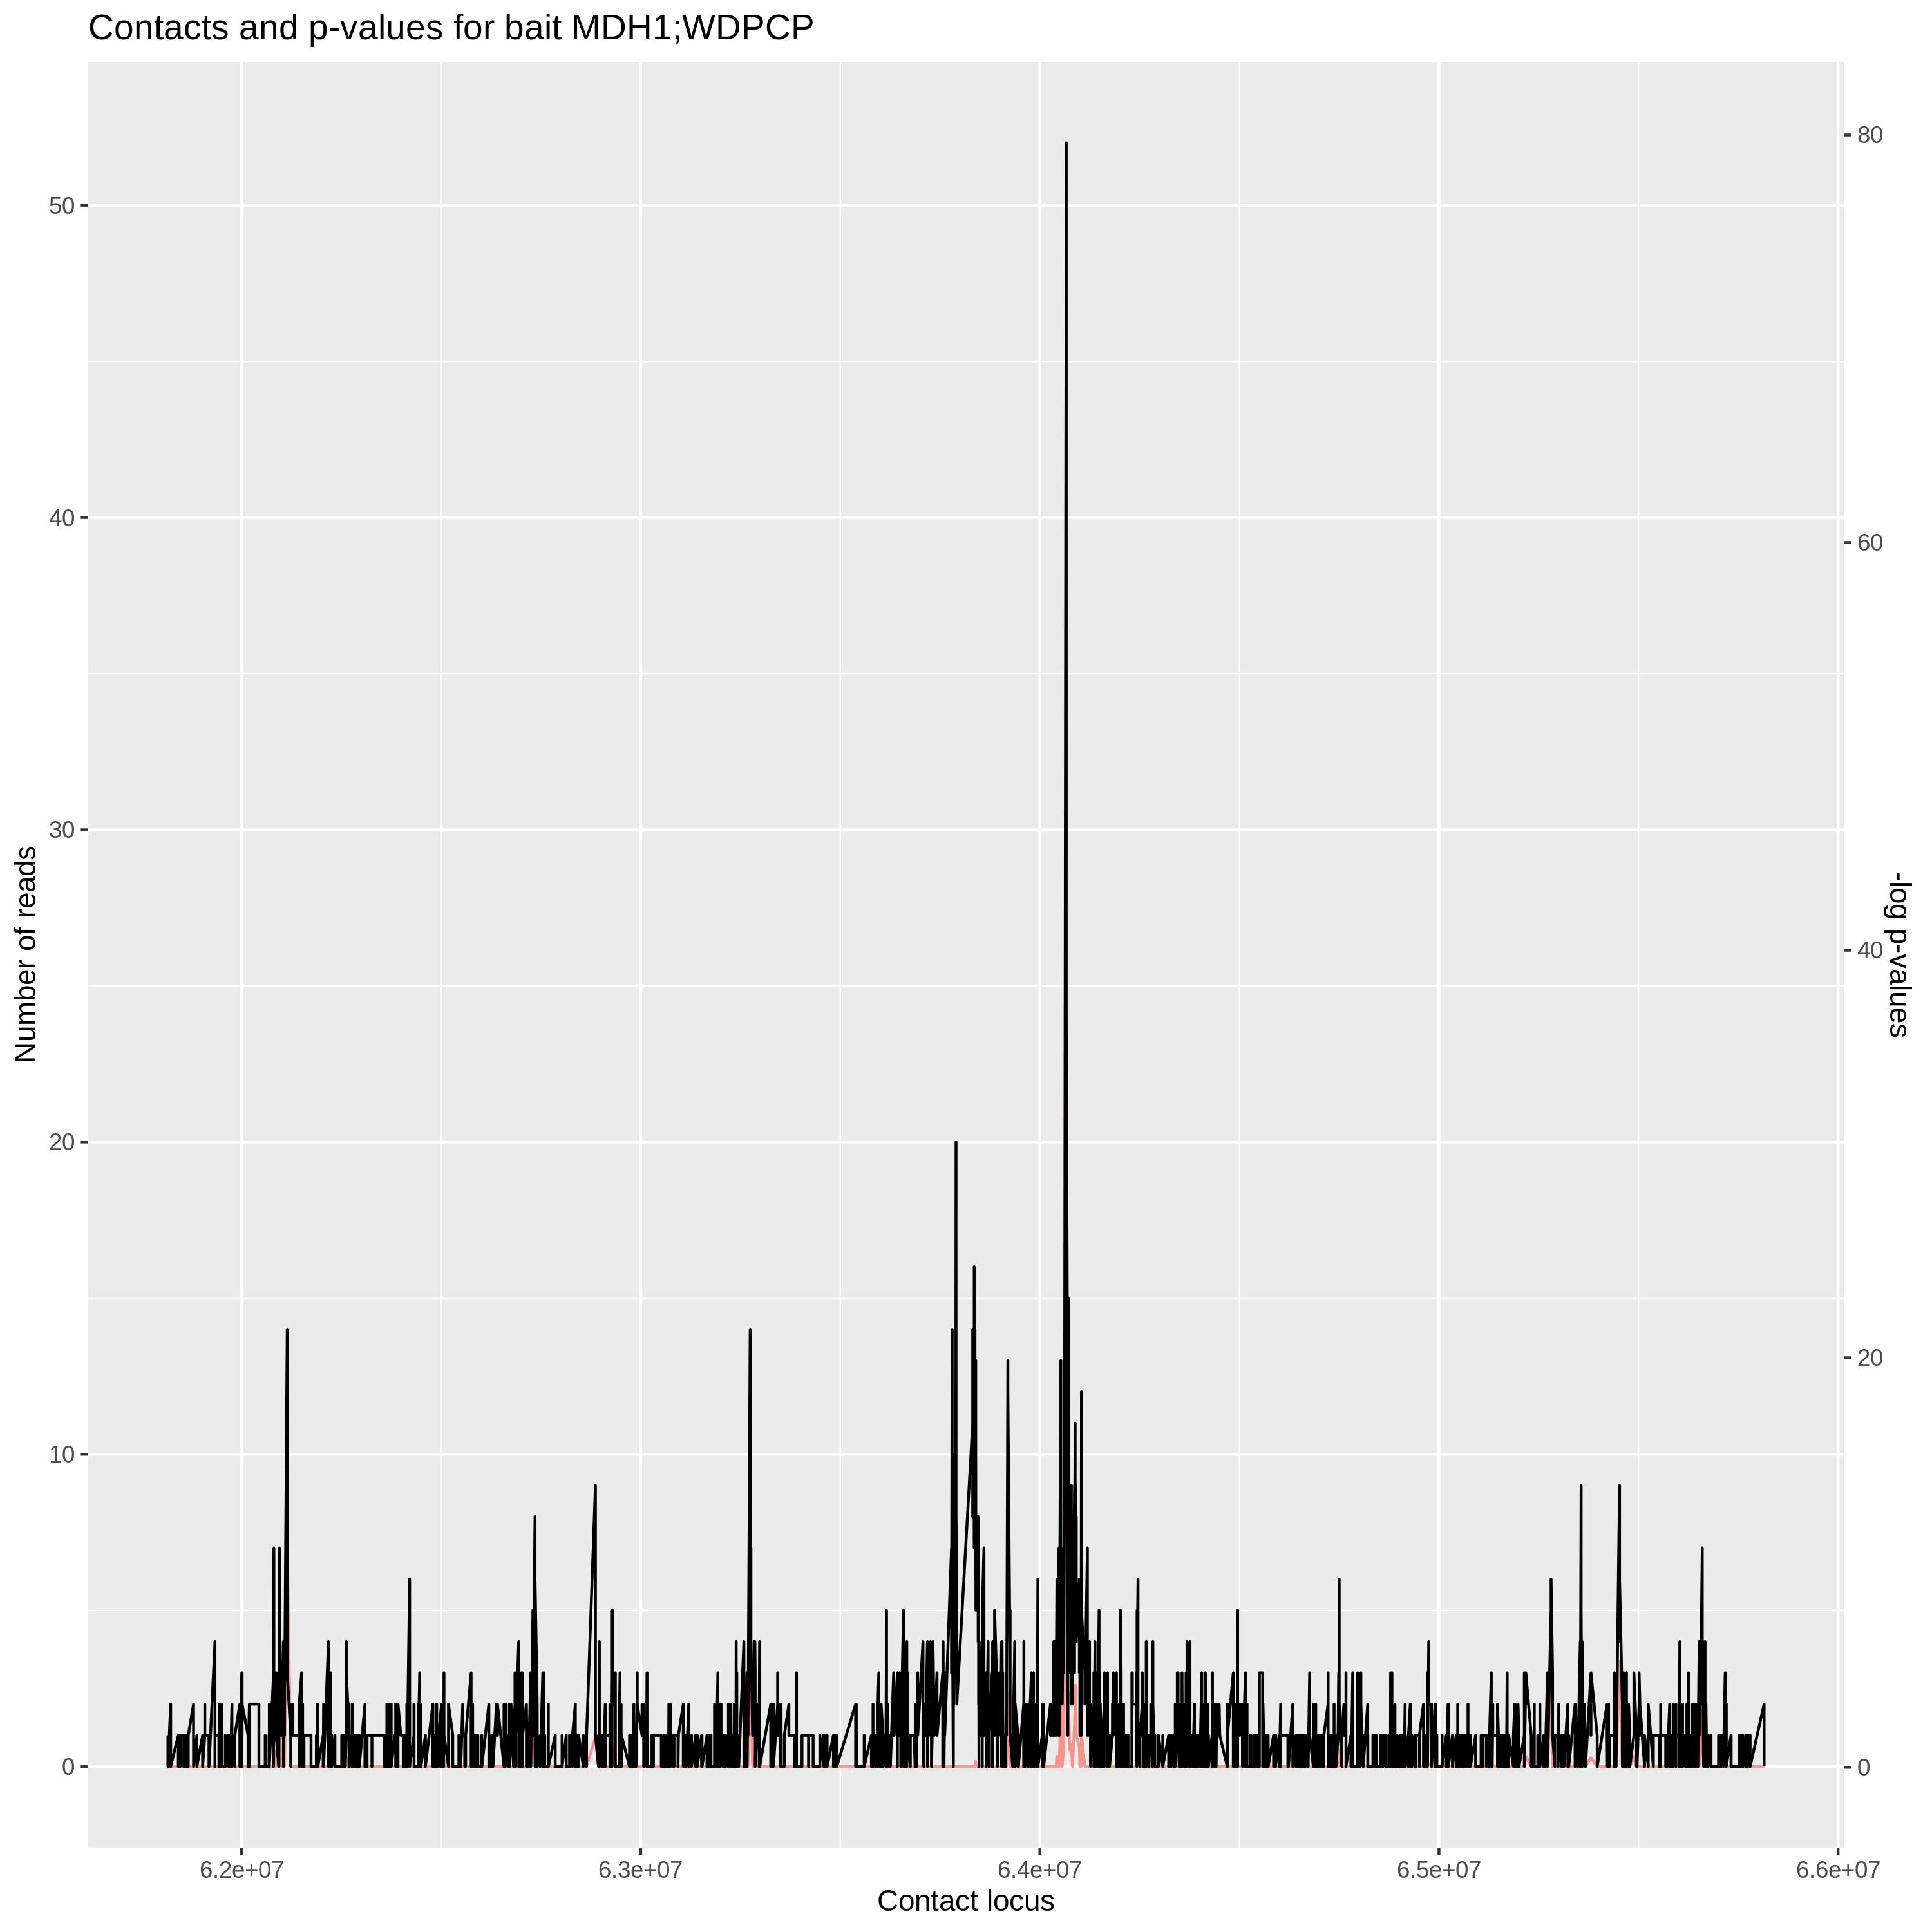 Contacts and p-values for bait MDH1;WDPCP
50
40
30
20
10
0
Number of reads
80
60
40
20
0
-log p-values
6.2e+07
6.3e+07
6.4e+07
6.5e+07
6.6e+07
Contact locus